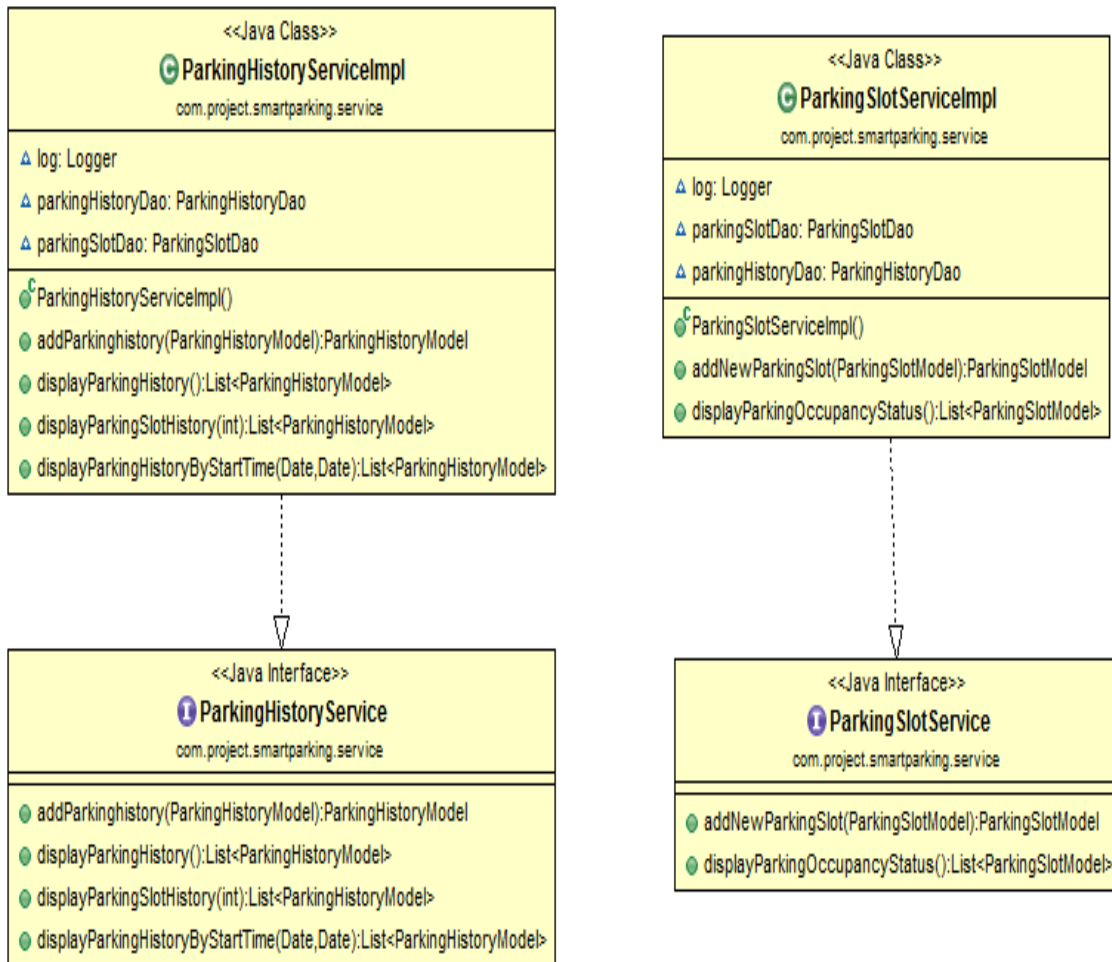 <<Java Class>>
ParkingHistoryServiceImpl
com.project.smartparking.service
log: Logger
parkingHistoryDao: ParkingHistoryDao
parkingSlotDao: ParkingSlotDao
ParkingHistoryServiceImpl()
addParkinghistory(ParkingHistoryModel):ParkingHistoryModel
displayParkingHistory():List<ParkingHistoryModel>
displayParkingSlotHistory(int):List<ParkingHistoryModel>
displayParkingHistoryByStartTime(Date,Date):List<ParkingHistoryModel>
<<Java Class>>
ParkingSlotServiceImpl
com.project.smartparking.service
log: Logger
parkingSlotDao: ParkingSlotDao
parkingHistoryDao: ParkingHistoryDao
ParkingSlotServiceImpl()
addNewParkingSlot(ParkingSlotModel):ParkingSlotModel
displayParkingOccupancyStatus():List<ParkingSlotModel>
<<Java Interface>>
ParkingHistoryService
com.project.smartparking.service
addParkinghistory(ParkingHistoryModel):ParkingHistoryModel
displayParkingHistory():List<ParkingHistoryModel>
displayParkingSlotHistory(int):List<ParkingHistoryModel>
displayParkingHistoryByStartTime(Date,Date):List<ParkingHistoryModel>
<<Java Interface>>
ParkingSlotService
com.project.smartparking.service
addNewParkingSlot(ParkingSlotModel):ParkingSlotModel
displayParkingOccupancyStatus():List<ParkingSlotModel>